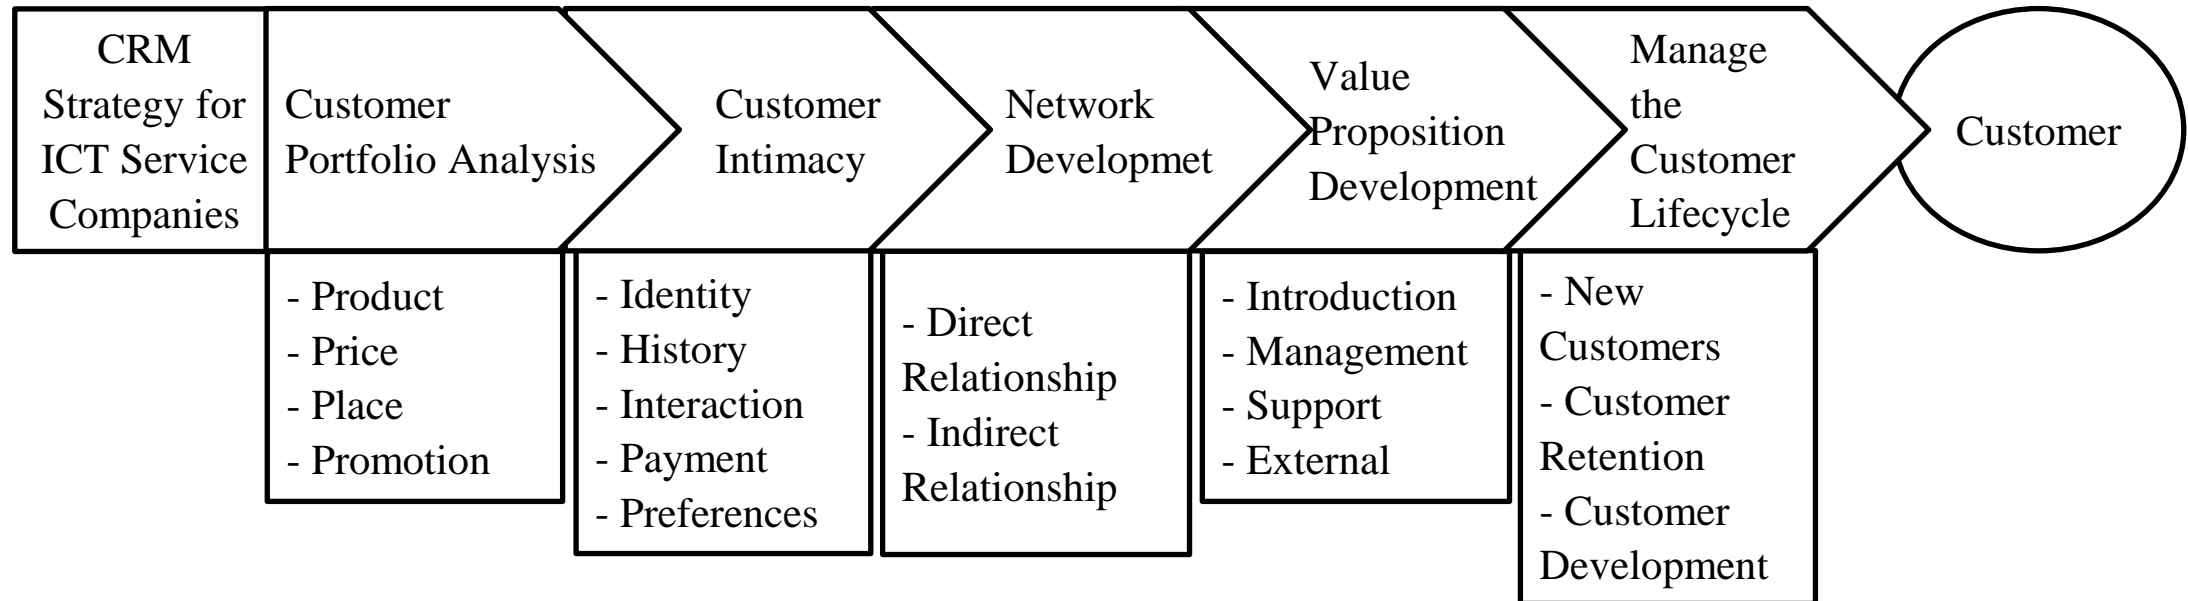 CRM
Strategy for
ICT Service
Companies
Customer
Portfolio Analysis
Customer
Intimacy
Network
Developmet
Value
Proposition
Development
Manage
the
Customer
Lifecycle
Customer
- Product
- Price
- Place
- Promotion
- Identity
- History
- Interaction
- Payment
- Preferences
- Direct
Relationship
- Indirect
Relationship
- Introduction
- Management
- Support
- External
- New
Customers
- Customer
Retention
- Customer
Development